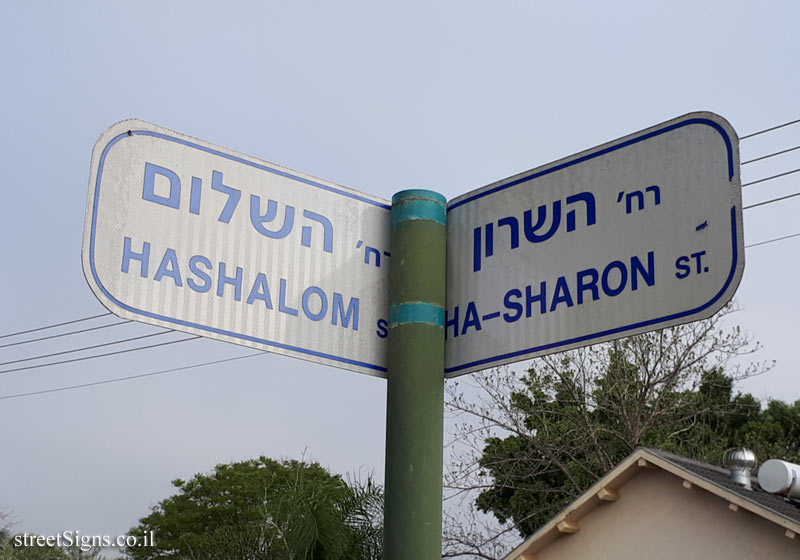 רח' השלום
HASHALOM
רח' השרון
HA-SHARON ST.
streetSigns.co.il